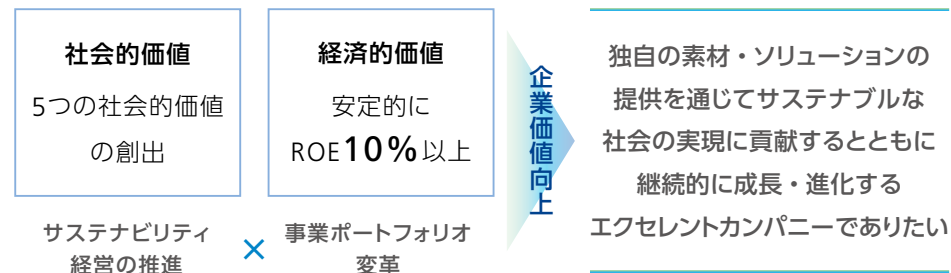 社会的価値
5つの社会的価値
の創出
サステナビリティ
経営の推進
×
経済的価値
安定的に
ROE10%以上
事業ポートフォリオ
変革
企業価値向上
独自の素材・ソリューションの
提供を通じてサステナブルな
社会の実現に貢献するとともに
継続的に成長・進化する
エクセレントカンパニーでありたい